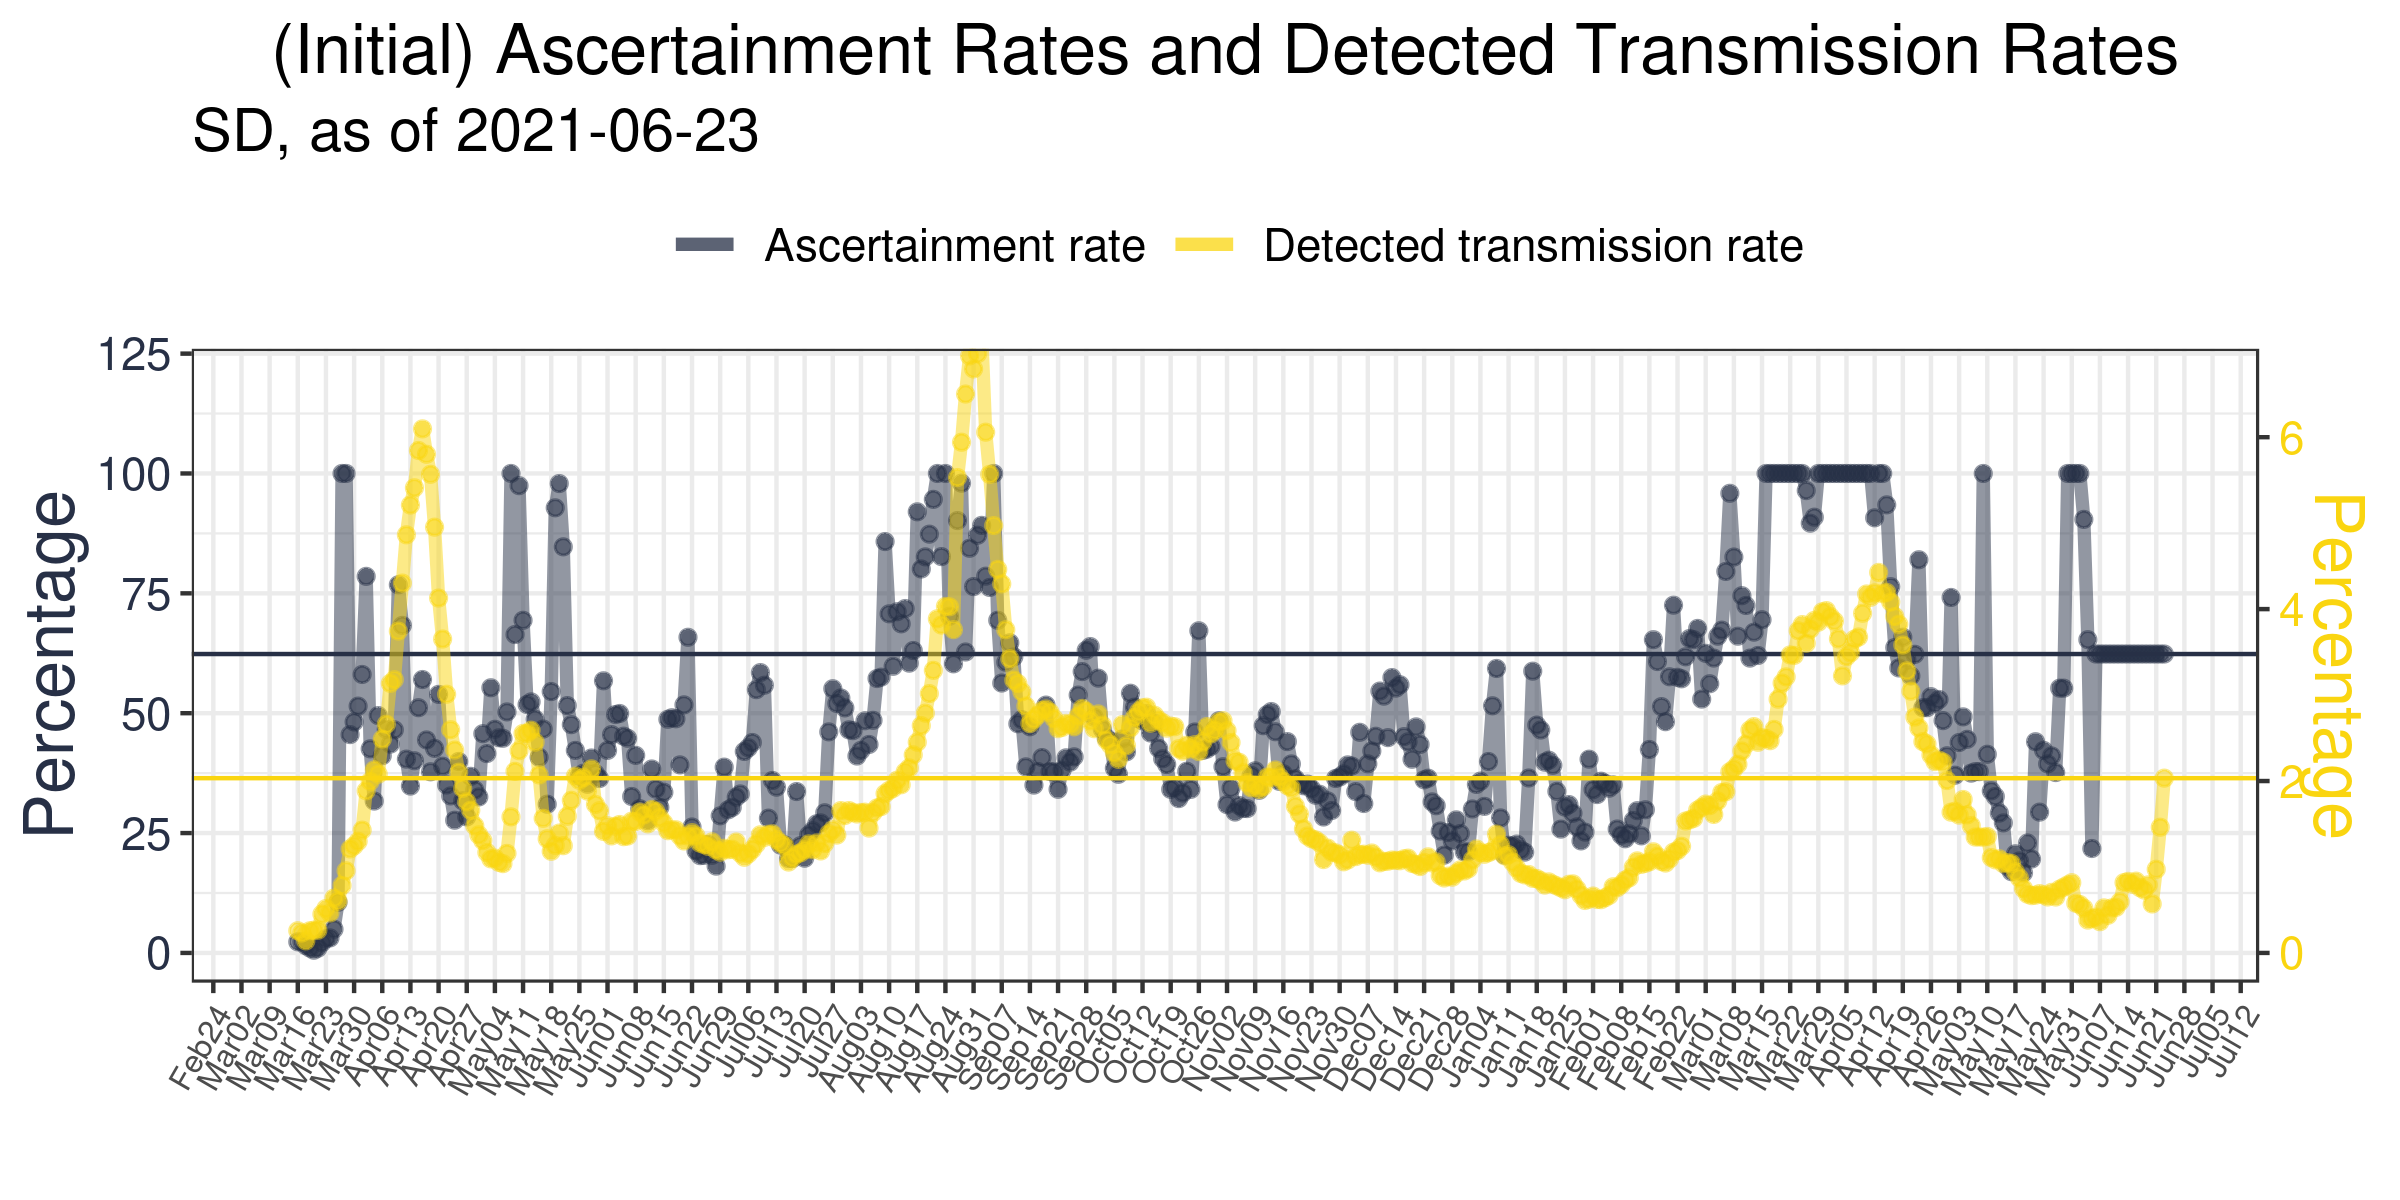 (Initial) Ascertainment Rates and Detected Transmission Rates
SD, as of 2021-06-23
Ascertainment rate
Detected transmission rate
Percentage
125
100
75
50
25
0
6
4
2
0
Percentage
Feb24
Mar02
Mar09
Mar16
Mar23
Mar30
Apr06
Apr13
Apr20
Apr27
May04
May11
May18
May25
Jun01
Jun08
Jun15
Jun22
Jun29
Jul06
Jul13
Jul20
Jul27
Aug03
Aug10
Aug17
Aug24
Aug31
Sep07
Sep14
Sep21
Sep28
Oct05
Oct12
Oct19
Oct26
Nov02
Nov09
Nov16
Nov23
Nov30
Dec07
Dec14
Dec21
Dec28
Jan04
Jan11
Jan18
Jan25
Feb01
Feb08
Feb15
Feb22
Mar01
Mar08
Mar15
Mar22
Mar29
Apr05
Apr12
Apr19
Apr26
May03
May10
May17
May24
May31
Jun07
Jun14
Jun21
Jun28
Jul05
Jul12